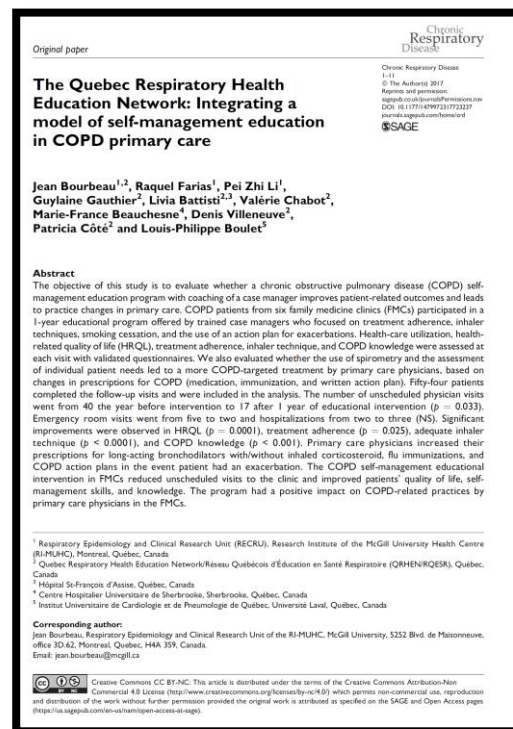 Original paper
Chronic
Respiratory
Disease
Chronic Respiratory Disease
1–11
© The Author(s) 2017
Reprints and permission:
sagepub.co.uk/journalsPermissions.nav
DOI: 10.1177/1479972317723237
journals.sagepub.com/home/crd
SAGE
The Quebec Respiratory Health
Education Network: Integrating a
model of self-management education
in COPD primary care
Jean Bourbeau1,2, Raquel Farias1, Pei Zhi Li1,
Guylaine Gauthier2, Livia Battisti2,3, Valérie Chabot2,
Marie-France Beauchesne4, Denis Villeneuve2,
Patricia Côté2 and Louis-Philippe Boulet5
Abstract
The objective of this study is to evaluate whether a chronic obstructive pulmonary disease (COPD) self-
management education program with coaching of a case manager improves patient-related outcomes and leads
to practice changes in primary care. COPD patients from six family medicine clinics (FMCs) participated in a
1-year educational program offered by trained case managers who focused on treatment adherence, inhaler
techniques, smoking cessation, and the use of an action plan for exacerbations. Health-care utilization, health-
related quality of life (HRQL), treatment adherence, inhaler technique, and COPD knowledge were assessed at
each visit with validated questionnaires. We also evaluated whether the use of spirometry and the assessment
of individual patient needs led to a more COPD-targeted treatment by primary care physicians, based on
changes in prescriptions for COPD (medication, immunization, and written action plan). Fifty-four patients
completed the follow-up visits and were included in the analysis. The number of unscheduled physician visits
went from 40 the year before intervention to 17 after 1 year of educational intervention (p = 0.033).
Emergency room visits went from five to two and hospitalizations from two to three (NS). Significant
improvements were observed in HRQL (p = 0.0001), treatment adherence (p = 0.025), adequate inhaler
technique (p < 0.0001), and COPD knowledge (p < 0.001). Primary care physicians increased their
prescriptions for long-acting bronchodilators with/without inhaled corticosteroid, flu immunizations, and
COPD action plans in the event patient had an exacerbation. The COPD self-management educational
intervention in FMCs reduced unscheduled visits to the clinic and improved patients' quality of life, self-
management skills, and knowledge. The program had a positive impact on COPD-related practices by
primary care physicians in the FMCs.
1 Respiratory Epidemiology and Clinical Research Unit (RECRU), Research Institute of the McGill University Health Centre
(RI-MUHC), Montreal, Québec, Canada
2 Quebec Respiratory Health Education Network/Réseau Québécois d'Éducation en Santé Respiratoire (QRHEN/RQESR), Québec,
Canada
3 Hôpital St-François d'Assise, Québec, Canada
4 Centre Hospitalier Universitaire de Sherbrooke, Sherbrooke, Québec, Canada
5 Institut Universitaire de Cardiologie et de Pneumologie de Québec, Université Laval, Québec, Canada
Corresponding author:
Jean Bourbeau, Respiratory Epidemiology and Clinical Research Unit of the RI-MUHC, McGill University, 5252 Blvd. de Maisonneuve,
office 3D.62, Montreal, Québec, H4A 3S9, Canada.
Email: jean.bourbeau@mcgill.ca
cc BY NC Creative Commons CC BY-NC: This article is distributed under the terms of the Creative Commons Attribution-Non
Commercial 4.0 License (http://www.creativecommons.org/licenses/by-nc/4.0/) which permits non-commercial use, reproduction
and distribution of the work without further permission provided the original work is attributed as specified on the SAGE and Open Access pages
(https://us.sagepub.com/en-us/nam/open-access-at-sage).